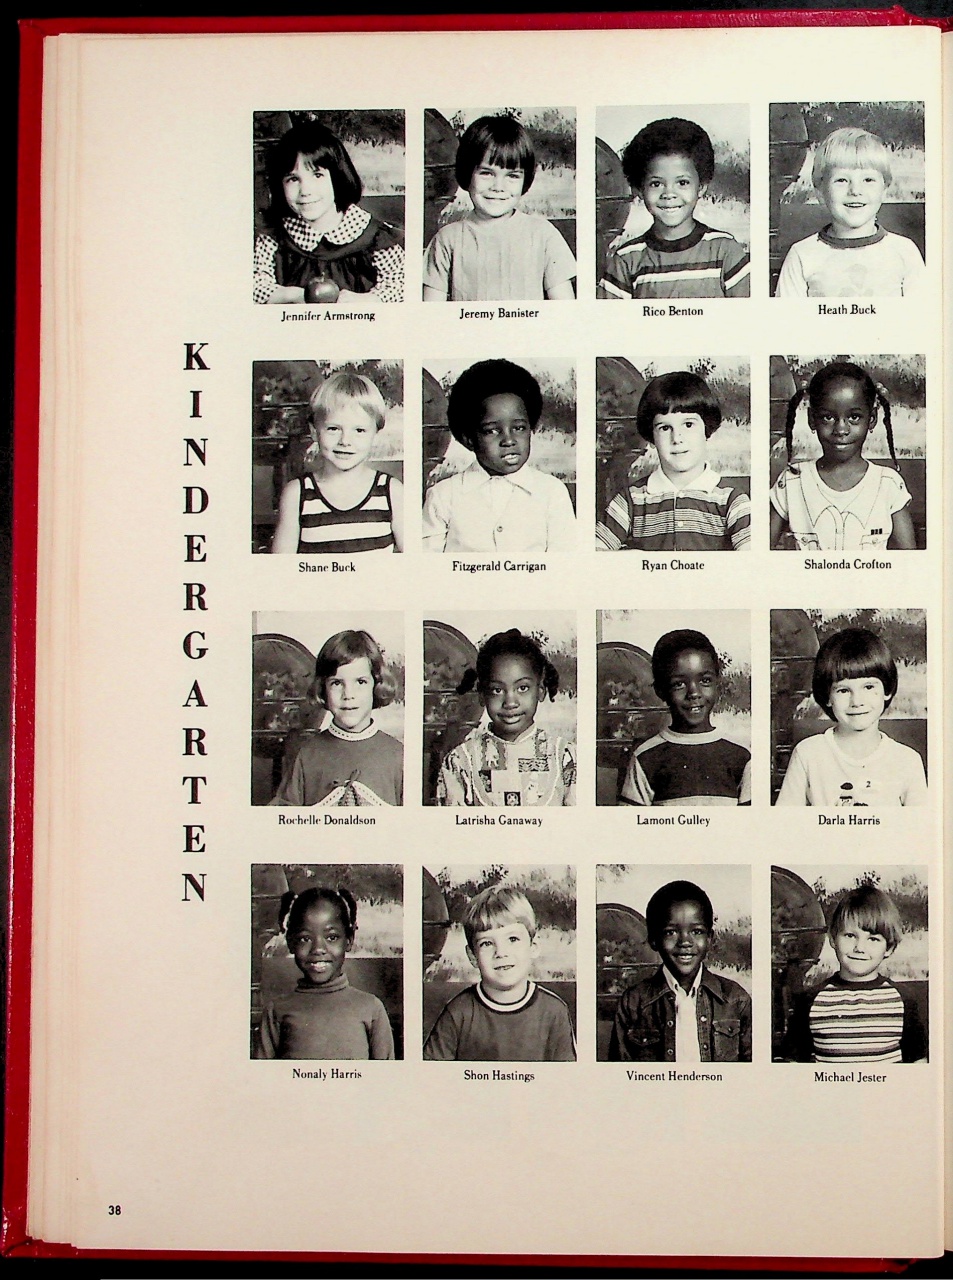 Jennifer Armstrong
Jeremy Banister
Rico Benton
Heath Buck
KINDERGARTEN
Shane Buck
Fitzgerald Carrigan
Ryan Choate
Shalonda Crofton
Rochelle Donaldson
Latrisha Ganaway
Lamont Gulley
Darla Harris
2
Nonaly Harris
Shon Hastings
Vincent Henderson
Michael Jester
38